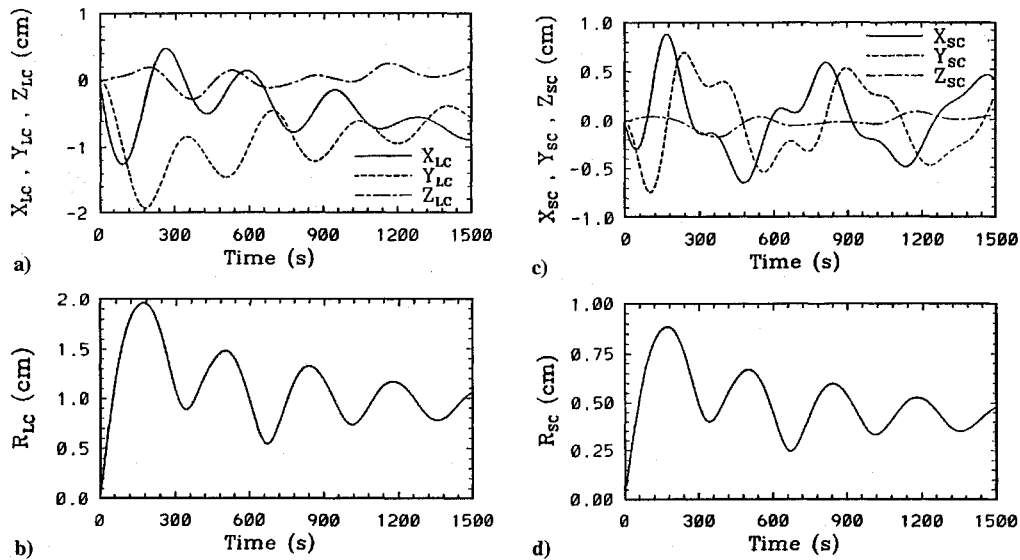 X_LC , Y_LC , Z_LC (cm)
1
0
-1
-2
X_LC
Y_LC
Z_LC
0 300 600 900 1200 1500
Time (s)
a)
X_SC , Y_SC , Z_SC (cm)
1.0
0.5
0.0
-0.5
-1.0
X_SC
Y_SC
Z_SC
0 300 600 900 1200 1500
Time (s)
c)
R_LC (cm)
2.0
1.5
1.0
0.5
0.0
0 300 600 900 1200 1500
Time (s)
b)
R_SC (cm)
1.00
0.75
0.50
0.25
0.00
0 300 600 900 1200 1500
Time (s)
d)